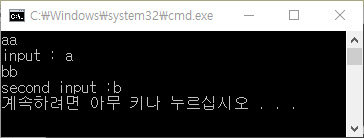 C:\Windows\system32\cmd.exe
aa
input : a
bb
second input :b
계속하려면 아무 키나 누르십시오 . . .